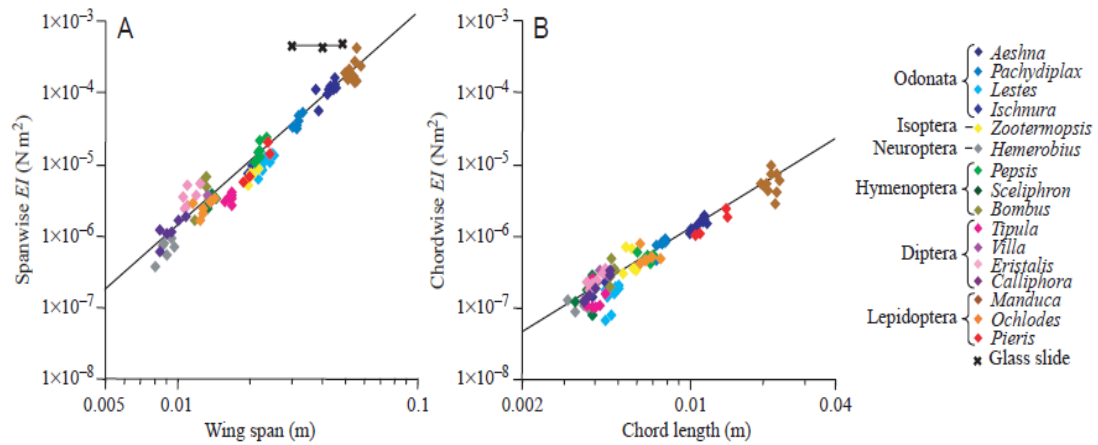 A
1×10−3
1×10−4
1×10−5
1×10−6
1×10−7
1×10−8
Spanwise EI (N m2)
0.005
0.01
0.1
Wing span (m)
B
1×10−3
1×10−4
1×10−5
1×10−6
1×10−7
1×10−8
Chordwise EI (Nm2)
0.002
0.01
0.04
Chord length (m)
Odonata
Aeshna
Pachydiplax
Lestes
Ischnura
Isoptera
Zootermopsis
Neuroptera
Hemerobius
Hymenoptera
Pepsis
Sceliphron
Bombus
Diptera
Tipula
Villa
Eristalis
Calliphora
Lepidoptera
Manduca
Ochlodes
Pieris
Glass slide